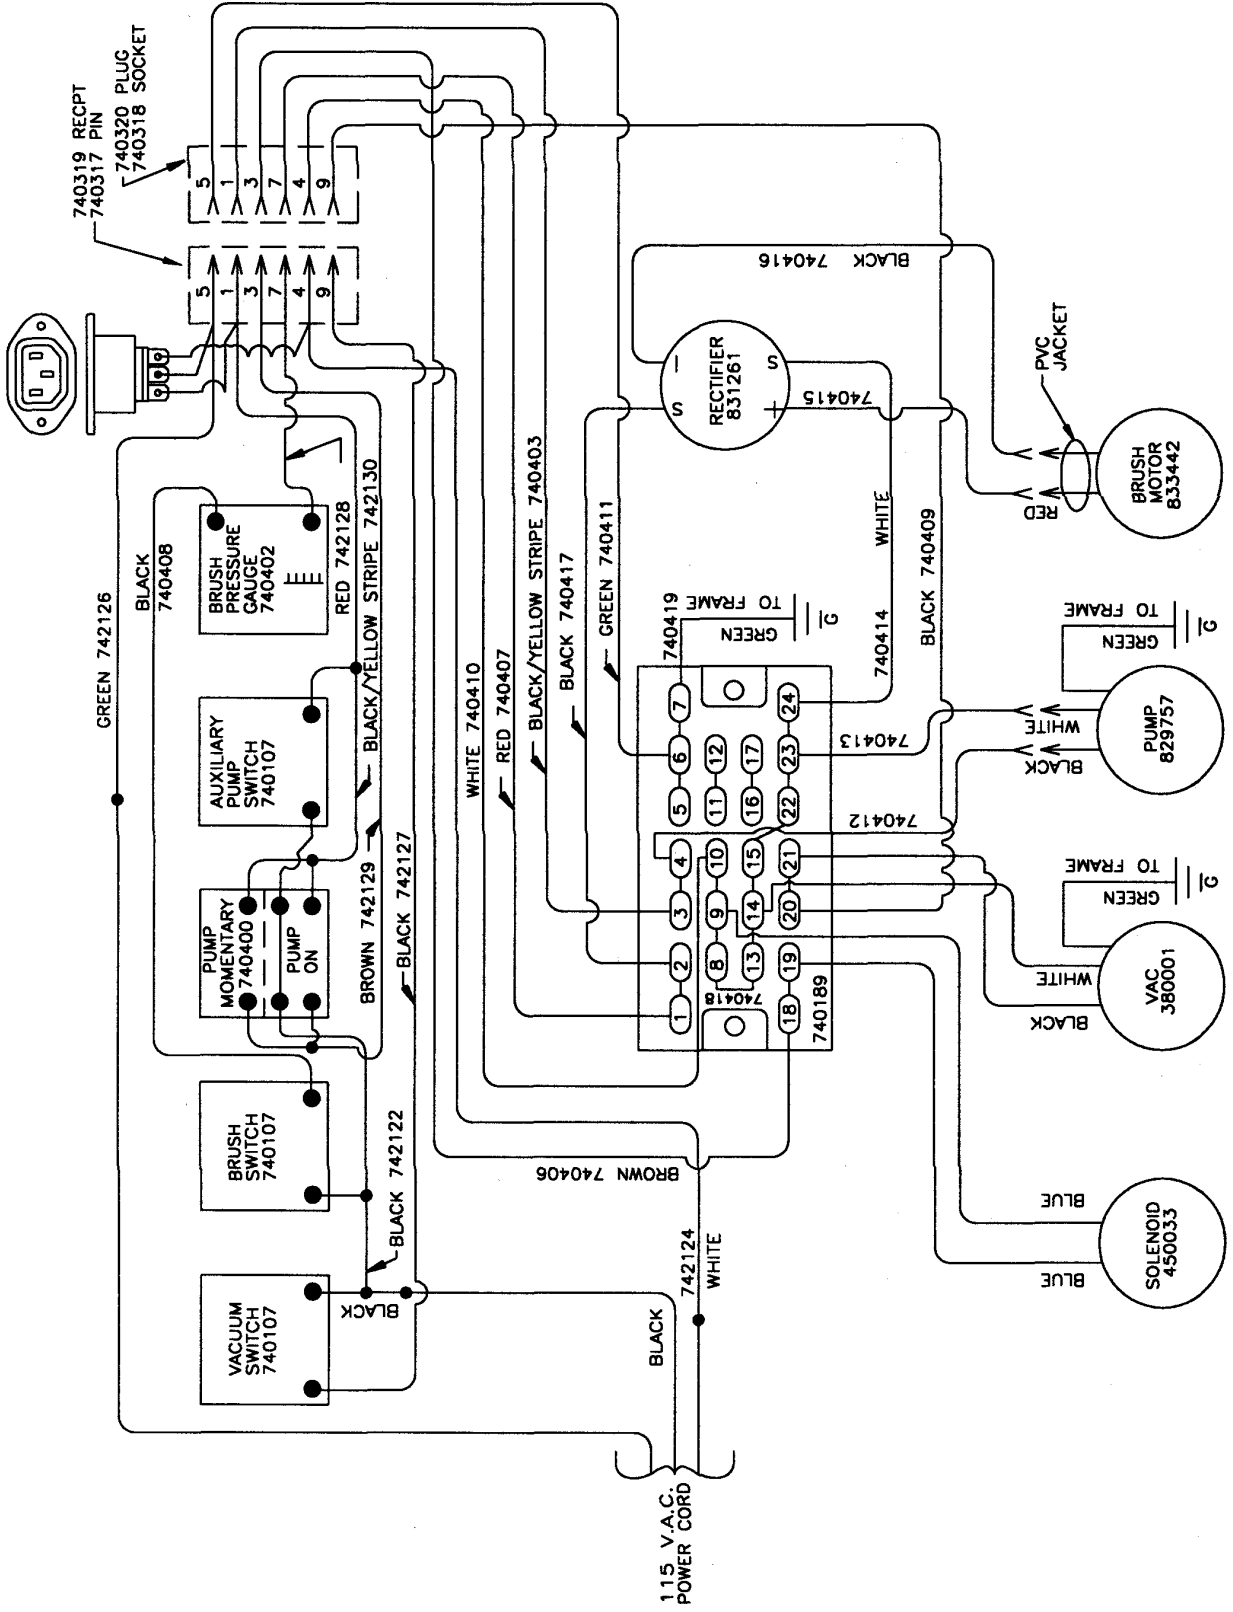 740319 RECPT
740317 PIN
740320 PLUG
740318 SOCKET
5
1
3
7
4
9
5
1
3
7
4
9
GREEN 742126
BLACK
740408
BRUSH
PRESSURE
GAUGE
740402
RED 742128
BLACK/YELLOW STRIPE 742130
AUXILIARY
PUMP
SWITCH
740107
PUMP
MOMENTARY
740400
PUMP
ON
BROWN 742129
BLACK 742127
BRUSH
SWITCH
740107
BLACK 742122
VACUUM
SWITCH
740107
BLACK
WHITE 740410
RED 740407
BLACK/YELLOW STRIPE 740403
BLACK 740417
GREEN 740411
BLACK 740416
RECTIFIER
831261
S
-
+
S
740415
WHITE
740414
BLACK 740409
740419
GREEN
TO FRAME
G
1
2
3
4
5
6
7
8
9
10
11
12
13
14
15
16
17
18
19
20
21
22
23
24
740418
740189
740413
740412
BROWN 740406
742124
WHITE
BLACK
115 V.A.C.
POWER CORD
PVC
JACKET
RED
BRUSH
MOTOR
833442
WHITE
BLACK
PUMP
829757
GREEN
TO FRAME
G
WHITE
BLACK
VAC
380001
GREEN
TO FRAME
G
BLUE
BLUE
SOLENOID
450033